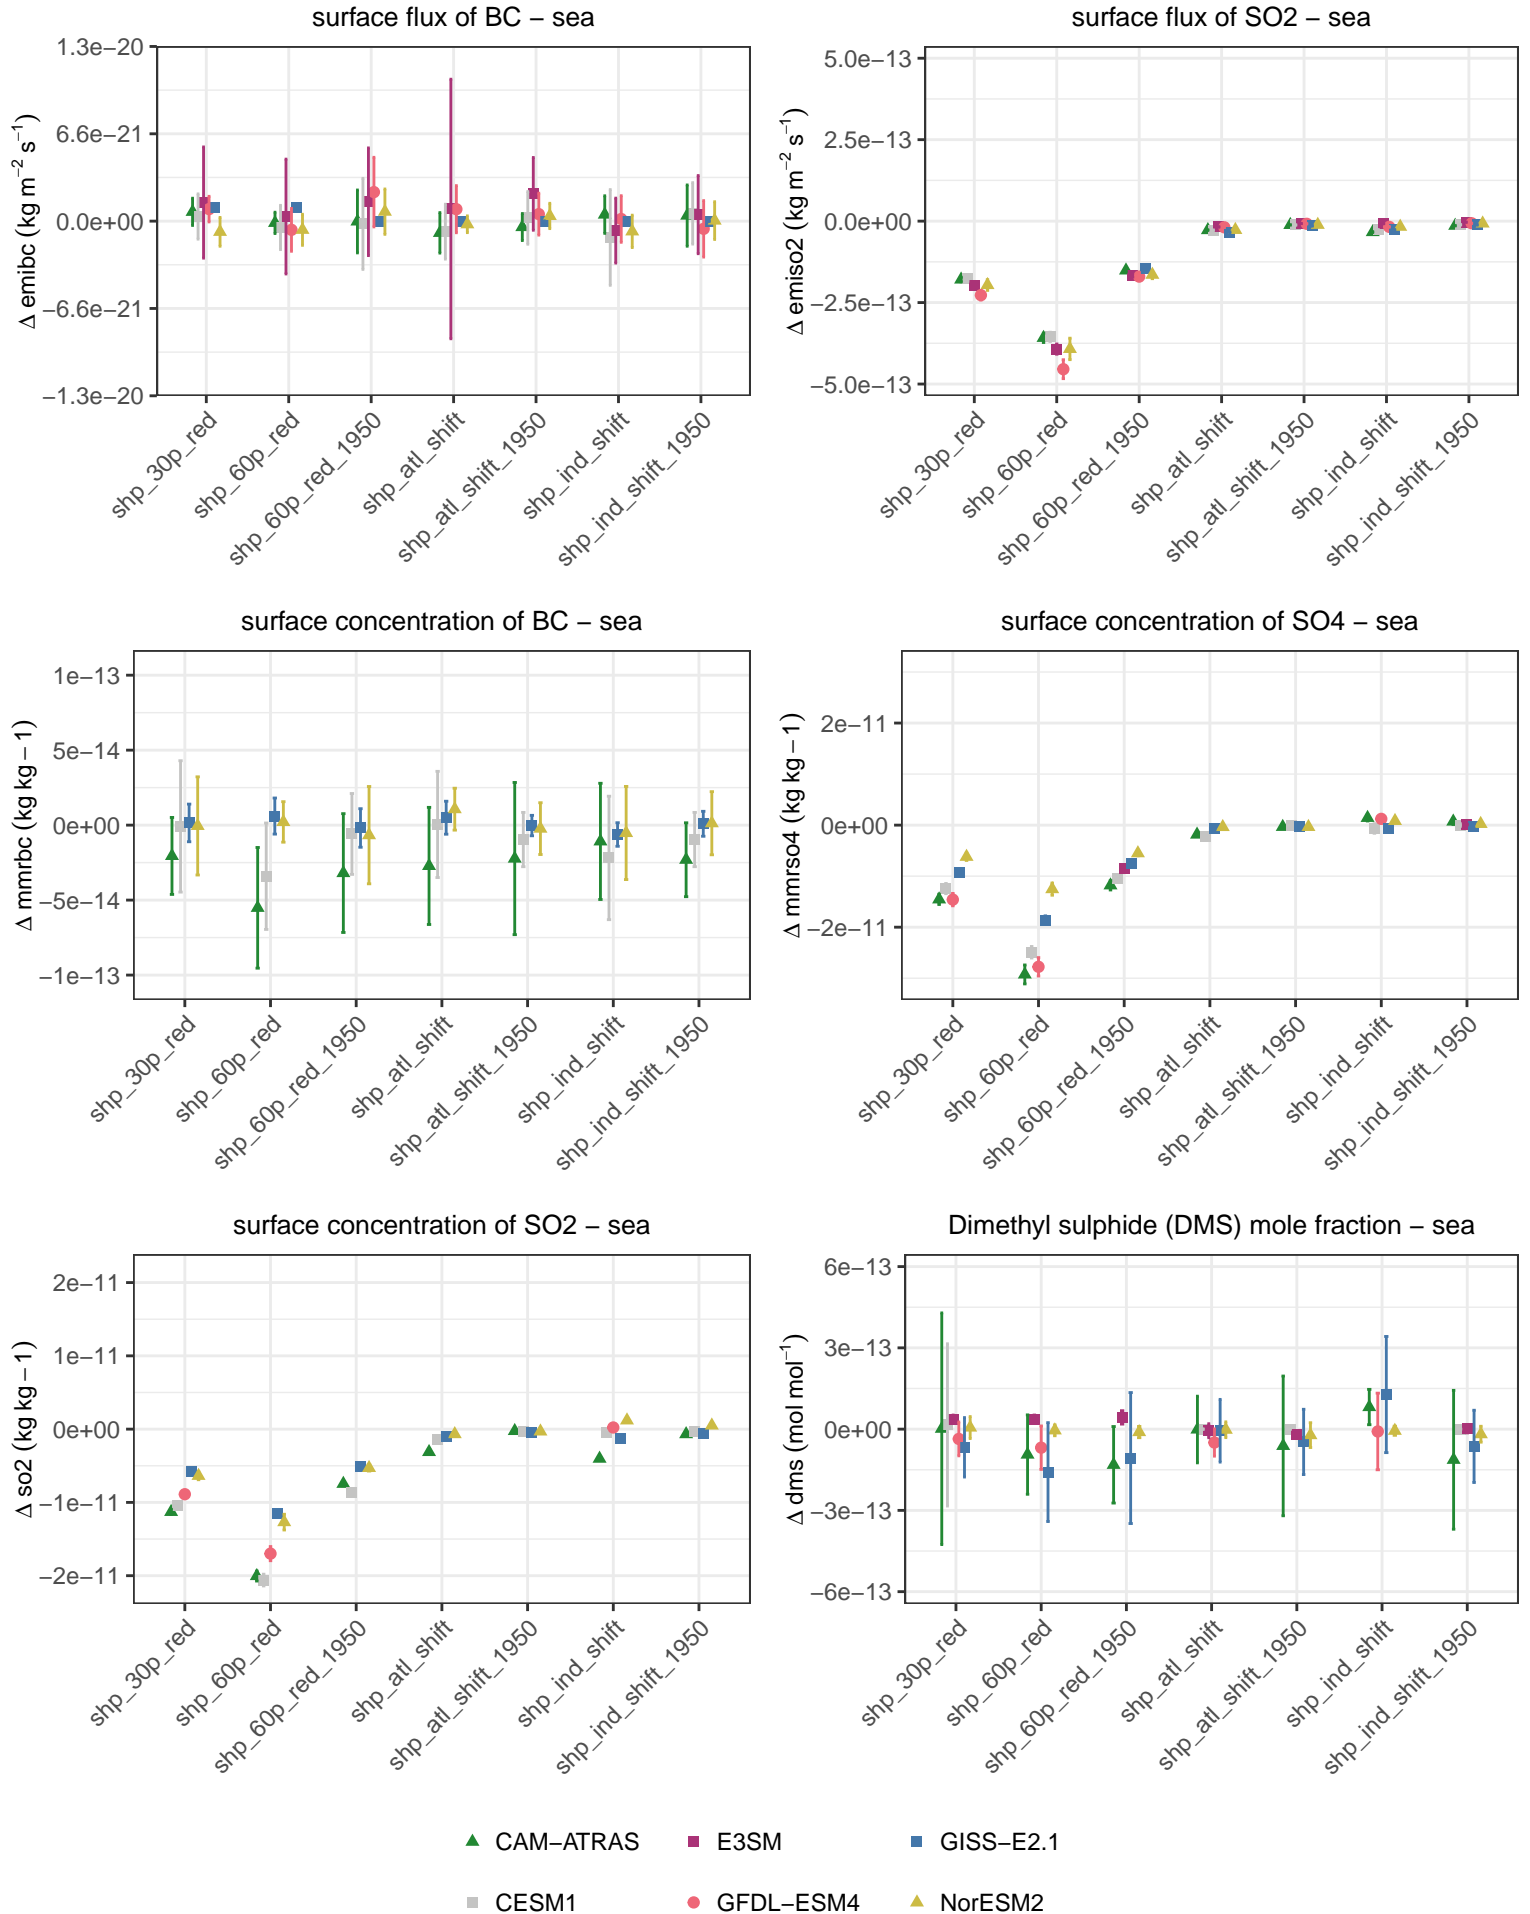 surface flux of BC − sea
Δ emibc (kg m−2 s−1)
1.3e−20
6.6e−21
0.0e+00
−6.6e−21
−1.3e−20
shp_30p_red
shp_60p_red
shp_60p_red_1950
shp_atl_shift
shp_atl_shift_1950
shp_ind_shift
shp_ind_shift_1950
surface flux of SO2 − sea
Δ emiso2 (kg m−2 s−1)
5.0e−13
2.5e−13
0.0e+00
−2.5e−13
−5.0e−13
shp_30p_red
shp_60p_red
shp_60p_red_1950
shp_atl_shift
shp_atl_shift_1950
shp_ind_shift
shp_ind_shift_1950
surface concentration of BC − sea
Δ mmrbc (kg kg − 1)
1e−13
5e−14
0e+00
−5e−14
−1e−13
shp_30p_red
shp_60p_red
shp_60p_red_1950
shp_atl_shift
shp_atl_shift_1950
shp_ind_shift
shp_ind_shift_1950
surface concentration of SO4 − sea
Δ mmrso4 (kg kg − 1)
2e−11
0e+00
−2e−11
shp_30p_red
shp_60p_red
shp_60p_red_1950
shp_atl_shift
shp_atl_shift_1950
shp_ind_shift
shp_ind_shift_1950
surface concentration of SO2 − sea
Δ so2 (kg kg − 1)
2e−11
1e−11
0e+00
−1e−11
−2e−11
shp_30p_red
shp_60p_red
shp_60p_red_1950
shp_atl_shift
shp_atl_shift_1950
shp_ind_shift
shp_ind_shift_1950
Dimethyl sulphide (DMS) mole fraction − sea
Δ dms (mol mol−1)
6e−13
3e−13
0e+00
−3e−13
−6e−13
shp_30p_red
shp_60p_red
shp_60p_red_1950
shp_atl_shift
shp_atl_shift_1950
shp_ind_shift
shp_ind_shift_1950
CAM−ATRAS
E3SM
GISS−E2.1
CESM1
GFDL−ESM4
NorESM2